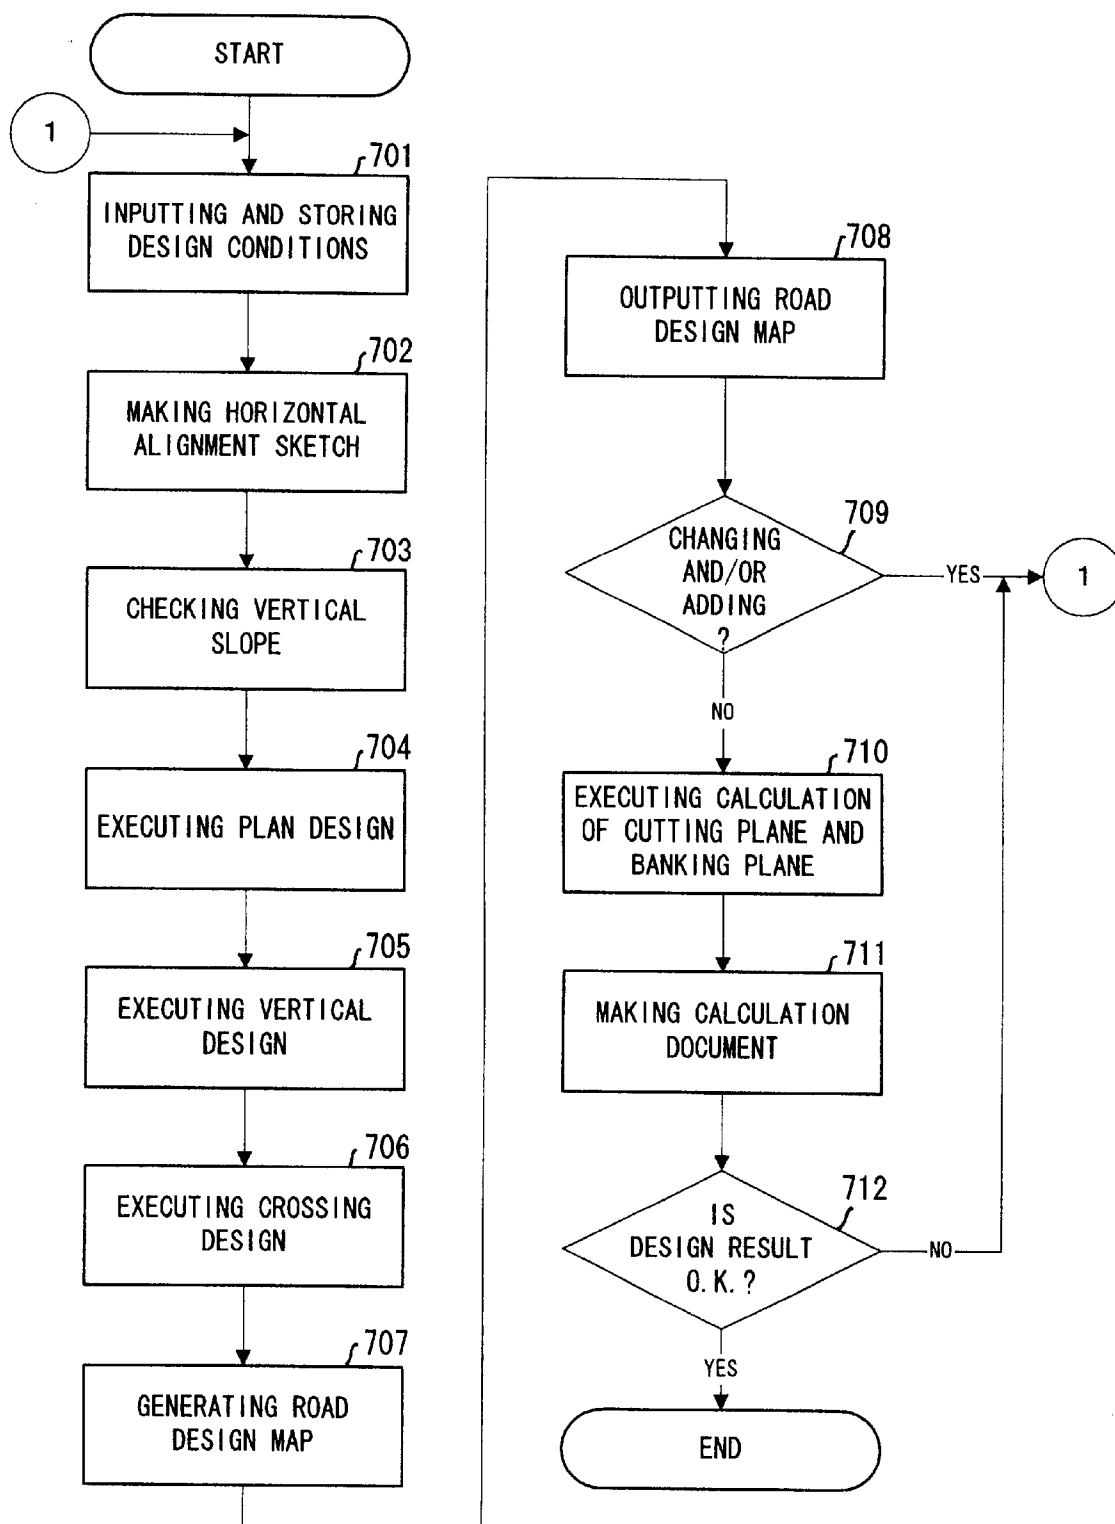 START
1
701
INPUTTING AND STORING
DESIGN CONDITIONS
702
MAKING HORIZONTAL
ALIGNMENT SKETCH
703
CHECKING VERTICAL
SLOPE
704
EXECUTING PLAN DESIGN
705
EXECUTING VERTICAL
DESIGN
706
EXECUTING CROSSING
DESIGN
707
GENERATING ROAD
DESIGN MAP
708
OUTPUTTING ROAD
DESIGN MAP
709
CHANGING
AND/OR
ADDING
?
YES
1
NO
710
EXECUTING CALCULATION
OF CUTTING PLANE AND
BANKING PLANE
711
MAKING CALCULATION
DOCUMENT
712
IS
DESIGN RESULT
O.K.?
NO
YES
END